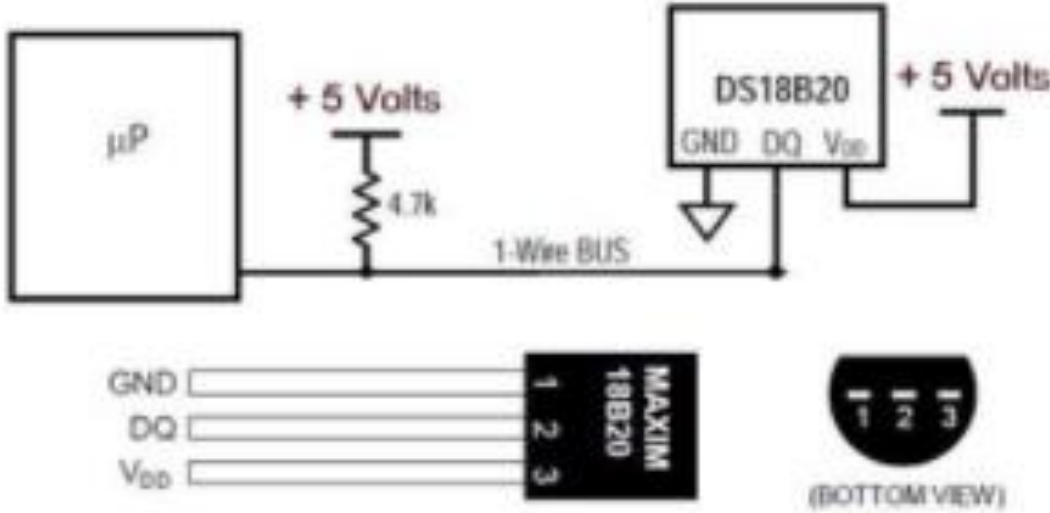 μP
+ 5 Volts
4.7k
1-Wire BUS
DS18B20
GND DQ VDD
+ 5 Volts
GND
DQ
VDD
1
2
3
MAXIM
18B20
1 2 3
(BOTTOM VIEW)